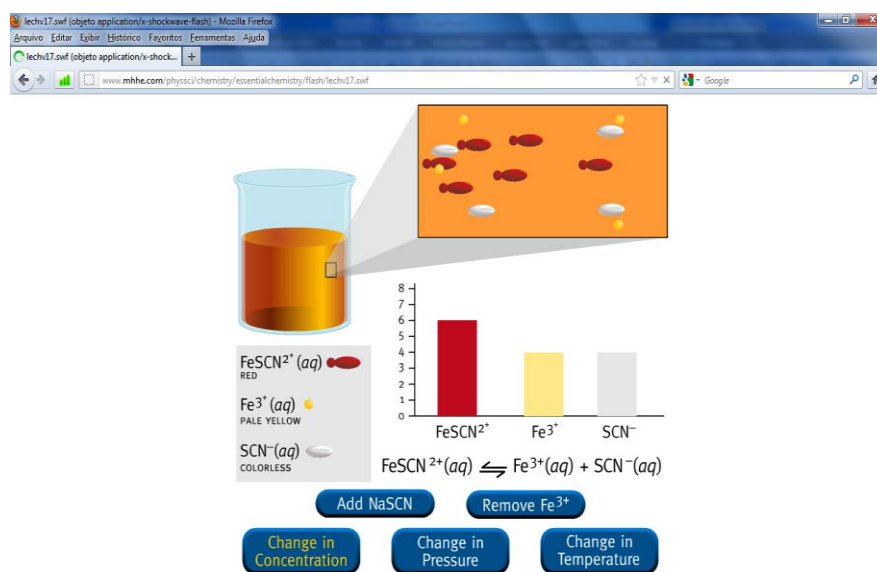 lechv17.swf (objeto application/x-shockwave-flash) - Mozilla Firefox
Arquivo Editar Exibir Histórico Favoritos Ferramentas Ajuda
lechv17.swf (objeto application/x-shock... +
www.mhhe.com/physsci/chemistry/essentialchemistry/flash/lechv17.swf
Google
8
7
6
5
4
3
2
1
0
FeSCN²⁺ Fe³⁺ SCN⁻
FeSCN²⁺(aq)
RED
Fe³⁺(aq)
PALE YELLOW
SCN⁻(aq)
COLORLESS
FeSCN²⁺(aq) ⇌ Fe³⁺(aq) + SCN⁻(aq)
Add NaSCN
Remove Fe³⁺
Change in
Concentration
Change in
Pressure
Change in
Temperature